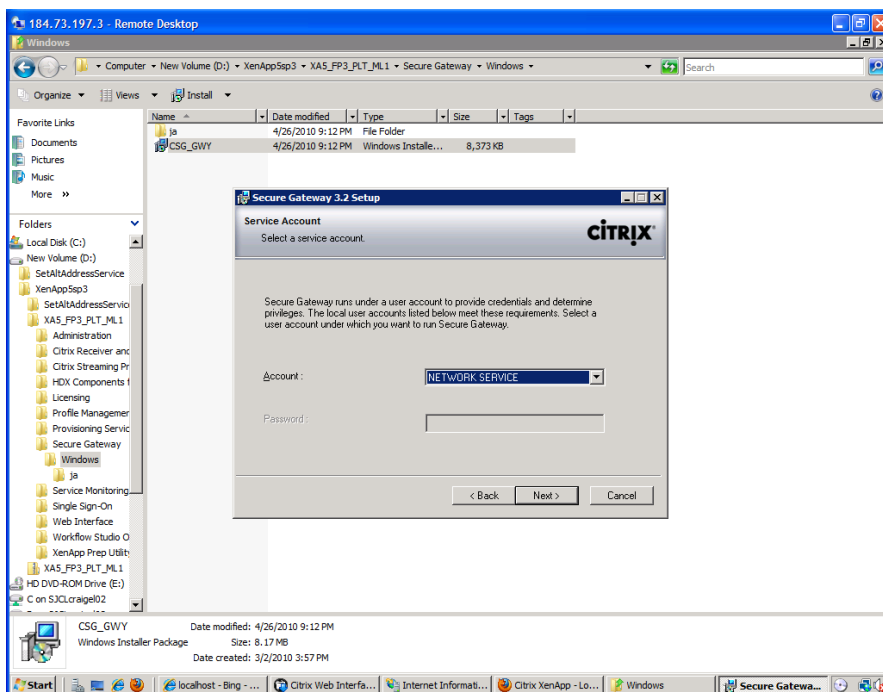 184.73.197.3 - Remote Desktop
Windows
Computer New Volume (D:) XenApp5sp3 XA5_FP3_PLT_ML1 Secure Gateway Windows
Search
Organize Views Install
Favorite Links
Documents
Pictures
Music
More »
Folders
Local Disk (C:)
New Volume (D:)
SetAltAddressService
XenApp5sp3
SetAltAddressServic
XA5_FP3_PLT_ML1
Administration
Citrix Receiver and
Citrix Streaming Pr
HDX Components f
Licensing
Profile Managemer
Provisioning Servic
Secure Gateway
Windows
ja
Service Monitoring
Single Sign-On
Web Interface
Workflow Studio O
XenApp Prep Utility
XA5_FP3_PLT_ML1
HD DVD-ROM Drive (E:)
C on SJCLcraigel02
Name Date modified Type Size Tags
ja 4/26/2010 9:12 PM File Folder
CSG_GWY 4/26/2010 9:12 PM Windows Installe... 8,373 KB
Secure Gateway 3.2 Setup
Service Account
Select a service account.
CITRIX
Secure Gateway runs under a user account to provide credentials and determine
privileges. The local user accounts listed below meet these requirements. Select a
user account under which you want to run Secure Gateway.
Account :
NETWORK SERVICE
Password :
< Back Next > Cancel
CSG_GWY Date modified: 4/26/2010 9:12 PM
Windows Installer Package Size: 8.17 MB
Date created: 3/2/2010 3:57 PM
Start localhost - Bing - ... Citrix Web Interfa... Internet Informati... Citrix XenApp - Lo... Windows Secure Gatewa...